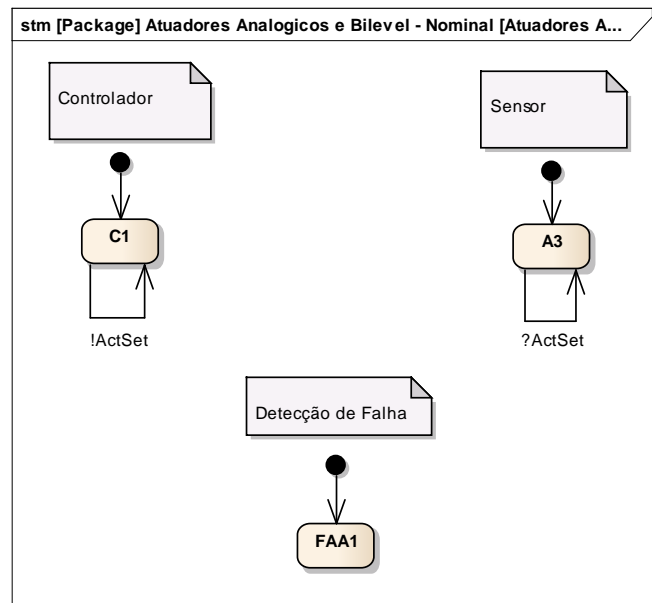 stm [Package] Atuadores Analogicos e Bilevel - Nominal [Atuadores A...
Controlador
Sensor
C1
A3
!ActSet
?ActSet
Detecção de Falha
FAA1